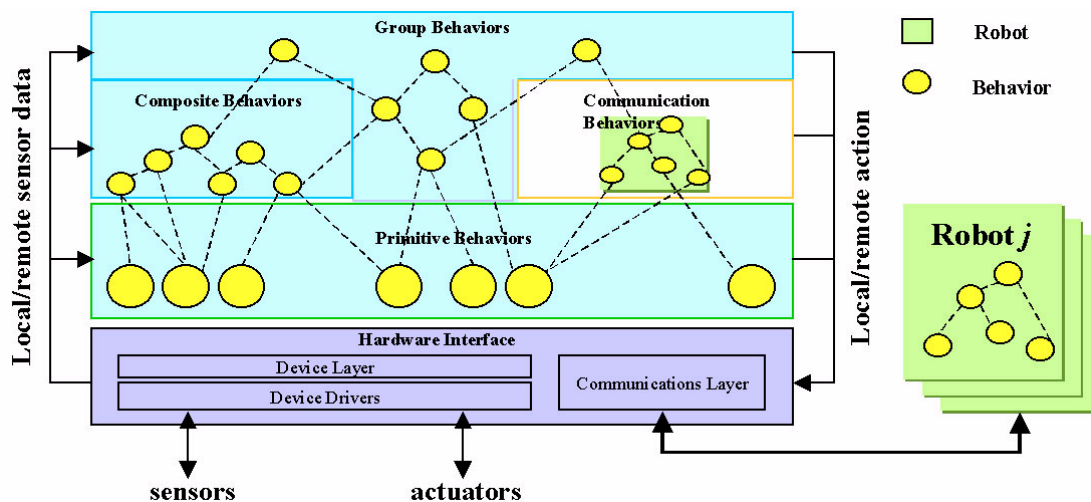 Group Behaviors
Composite Behaviors
Communication
Behaviors
Primitive Behaviors
Hardware Interface
Device Layer
Device Drivers
Communications Layer
sensors
actuators
Local/remote sensor data
Local/remote action
Robot
Behavior
Robot j